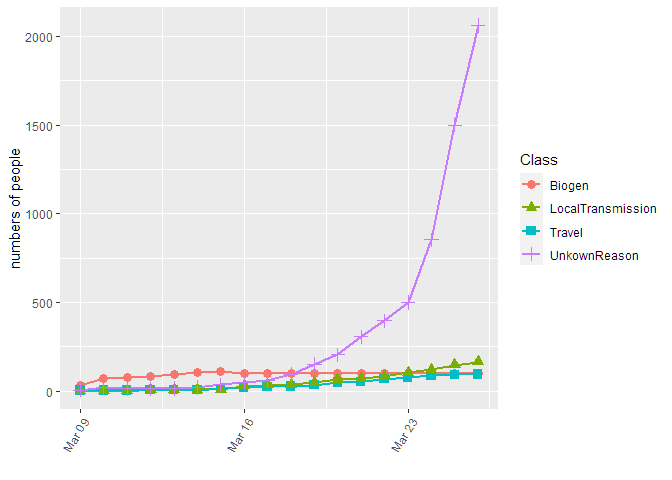 2000
1500
1000
500
0
numbers of people
Mar 09
Mar 16
Mar 23
Class
Biogen
LocalTransmission
Travel
UnkownReason